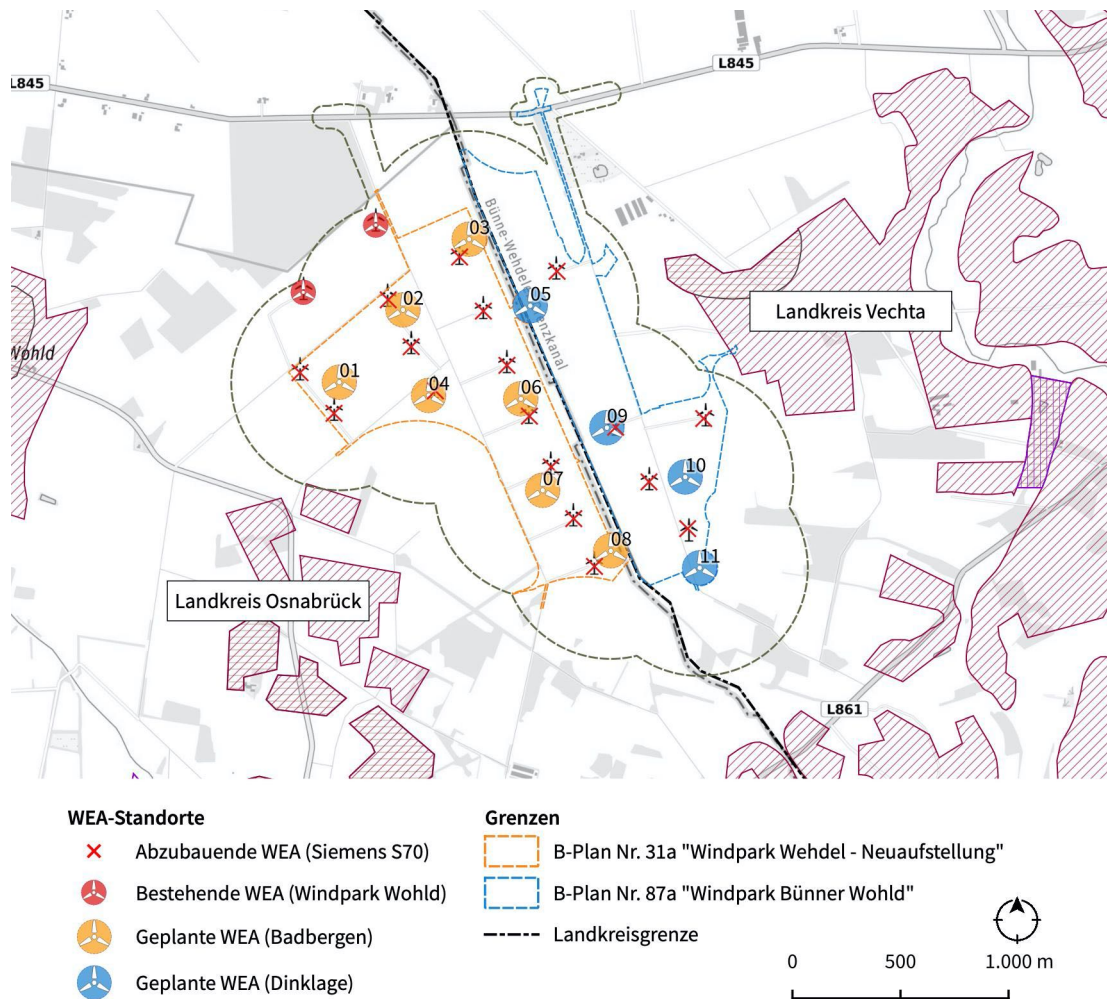 L845
L845
03
Bünne-Wehdel
nzkanal
02
05
Landkreis Vechta
Wohld
01
04
06
09
10
07
08
11
Landkreis Osnabrück
L861
WEA-Standorte
Abzubauende WEA (Siemens S70)
Bestehende WEA (Windpark Wohld)
Geplante WEA (Badbergen)
Geplante WEA (Dinklage)
Grenzen
B-Plan Nr. 31a "Windpark Wehdel - Neuaufstellung"
B-Plan Nr. 87a "Windpark Bünner Wohld"
Landkreisgrenze
0 500 1.000 m